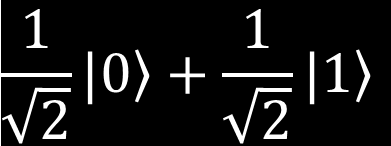 1/√2 |0⟩ + 1/√2 |1⟩